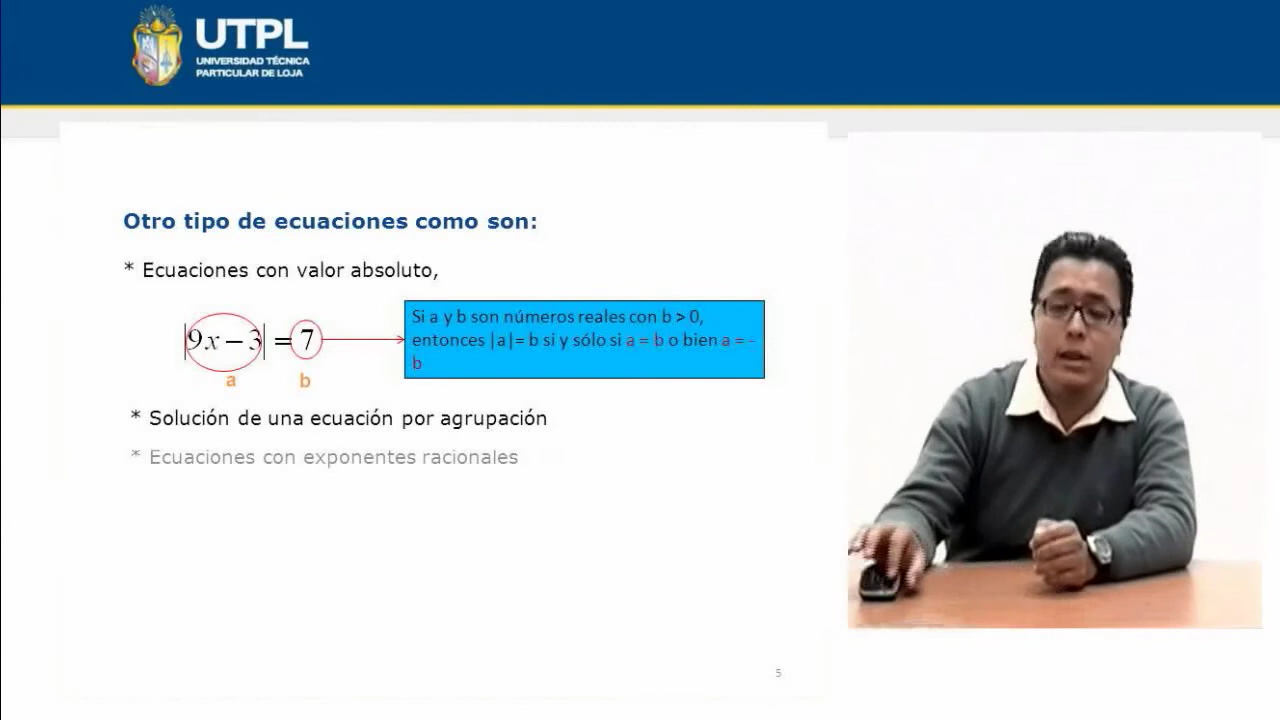 UTPL
UNIVERSIDAD TÉCNICA
PARTICULAR DE LOJA
Otro tipo de ecuaciones como son:
* Ecuaciones con valor absoluto,
|9x − 3| = 7
a b
Si a y b son números reales con b > 0,
entonces |a|= b si y sólo si a = b o bien a = -
b
* Solución de una ecuación por agrupación
* Ecuaciones con exponentes racionales
5